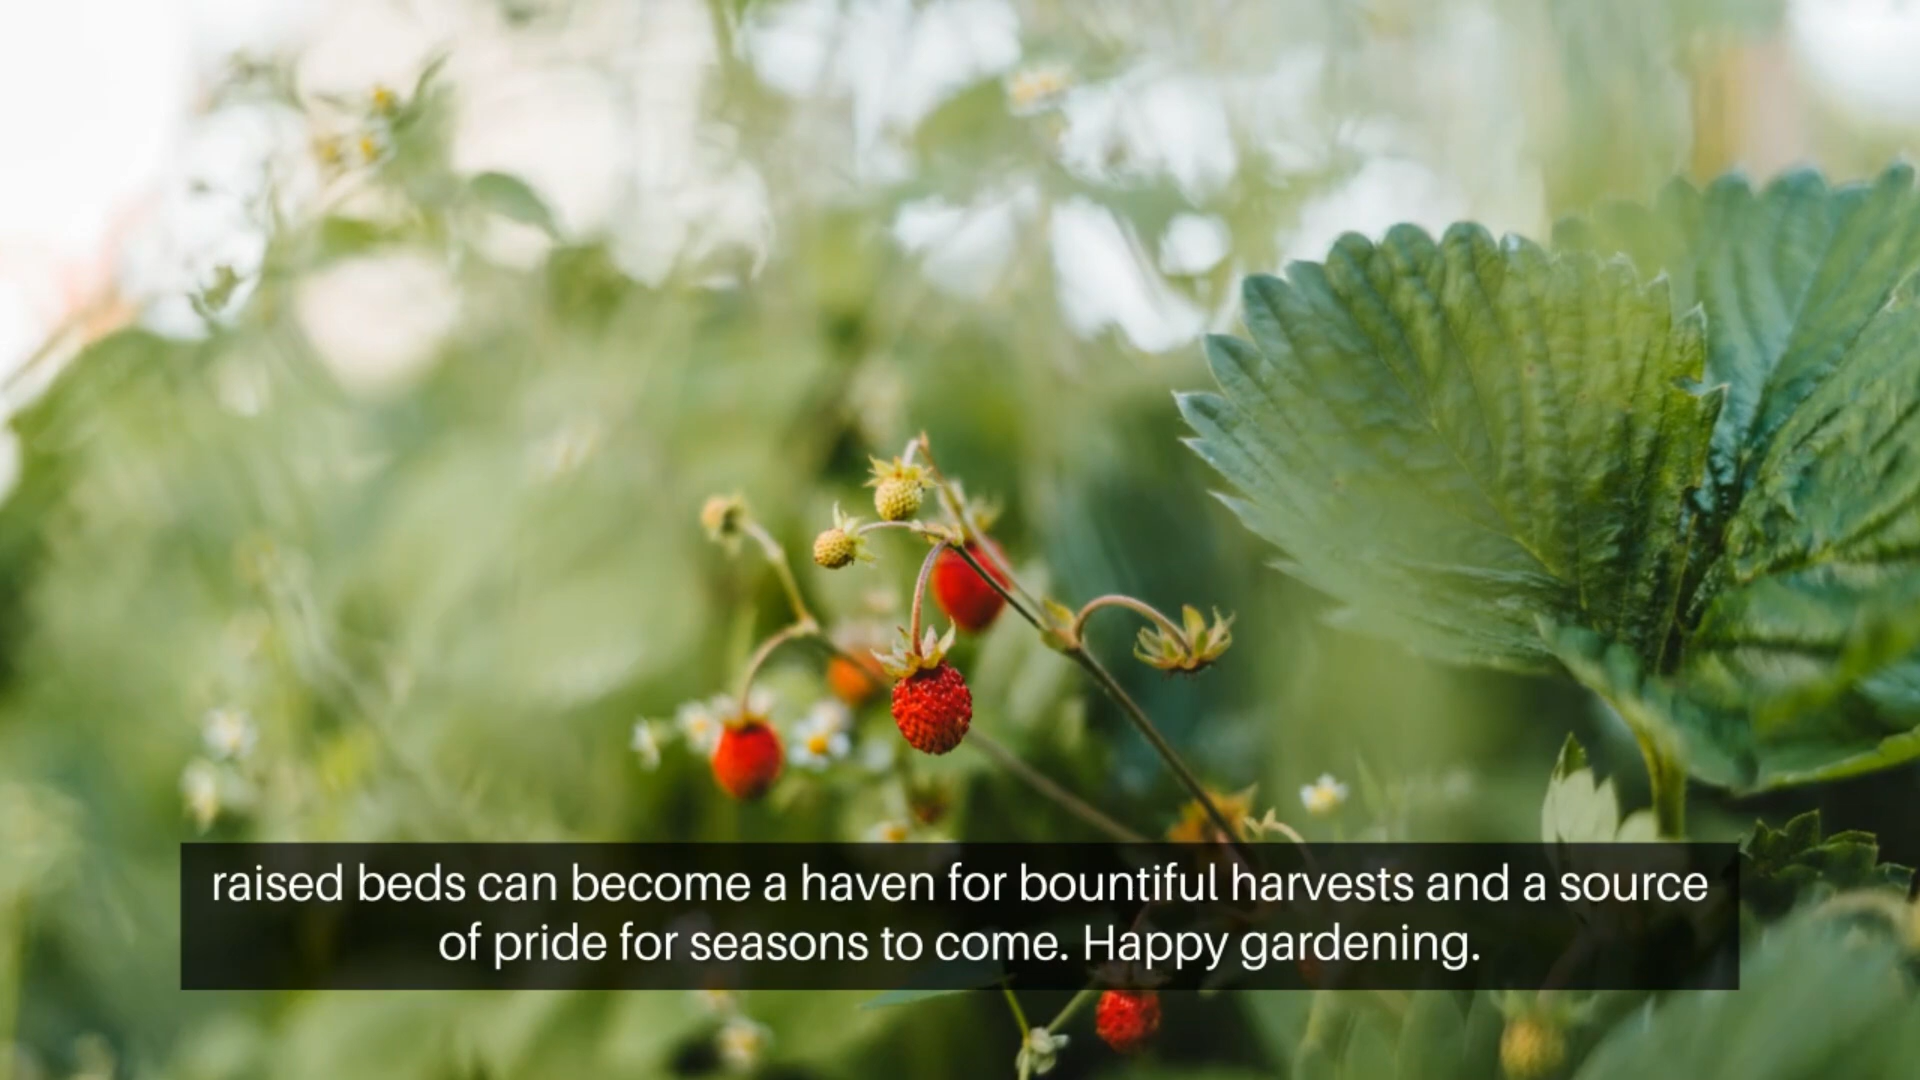 raised beds can become a haven for bountiful harvests and a source
of pride for seasons to come. Happy gardening.